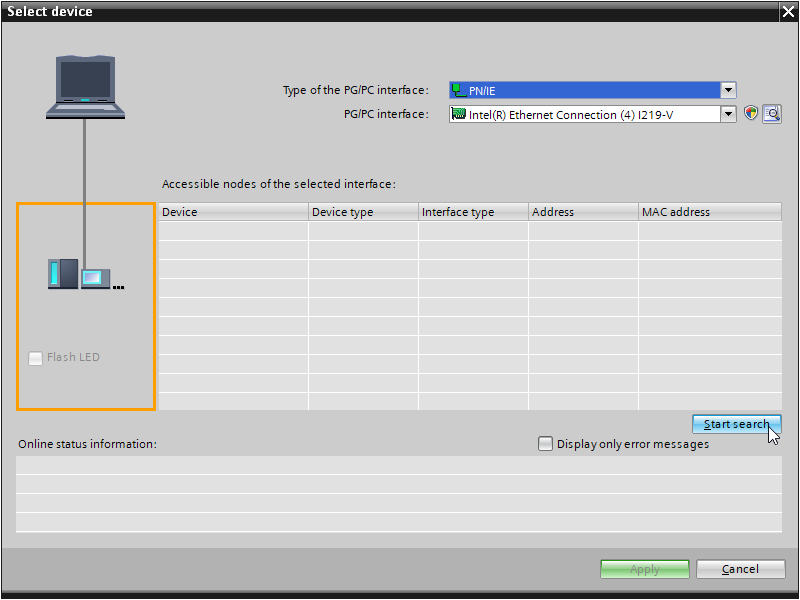 Select device
Type of the PG/PC interface: PN/IE
PG/PC interface: Intel(R) Ethernet Connection (4) I219-V
Accessible nodes of the selected interface:
Device Device type Interface type Address MAC address
Flash LED
Start search
Online status information: Display only error messages
Apply Cancel